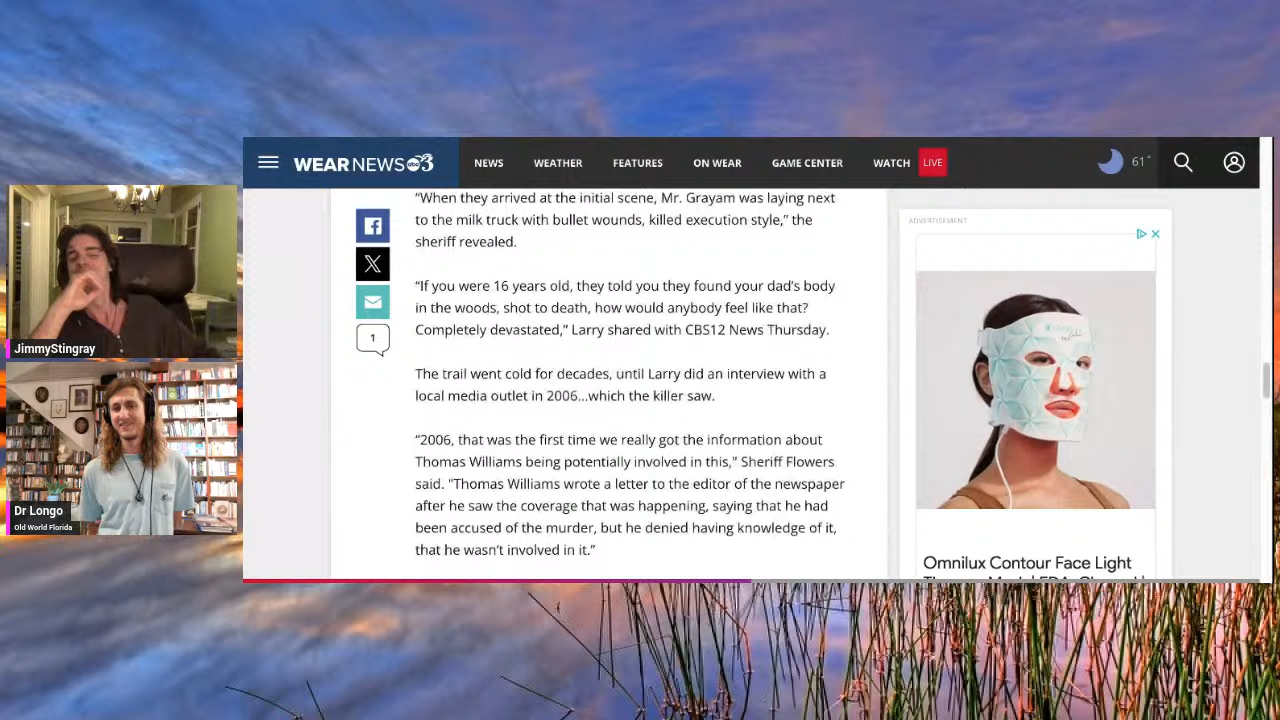 WEAR NEWS abc 3
NEWS
WEATHER
FEATURES
ON WEAR
GAME CENTER
WATCH
LIVE
61°
“When they arrived at the initial scene, Mr. Grayam was laying next
to the milk truck with bullet wounds, killed execution style,” the
sheriff revealed.
“If you were 16 years old, they told you they found your dad’s body
in the woods, shot to death, how would anybody feel like that?
Completely devastated,” Larry shared with CBS12 News Thursday.
The trail went cold for decades, until Larry did an interview with a
local media outlet in 2006...which the killer saw.
“2006, that was the first time we really got the information about
Thomas Williams being potentially involved in this,” Sheriff Flowers
said. “Thomas Williams wrote a letter to the editor of the newspaper
after he saw the coverage that was happening, saying that he had
been accused of the murder, but he denied having knowledge of it,
that he wasn’t involved in it.”
1
ADVERTISEMENT
Omnilux Contour Face Light
JimmyStingray
Dr Longo
Old World Florida